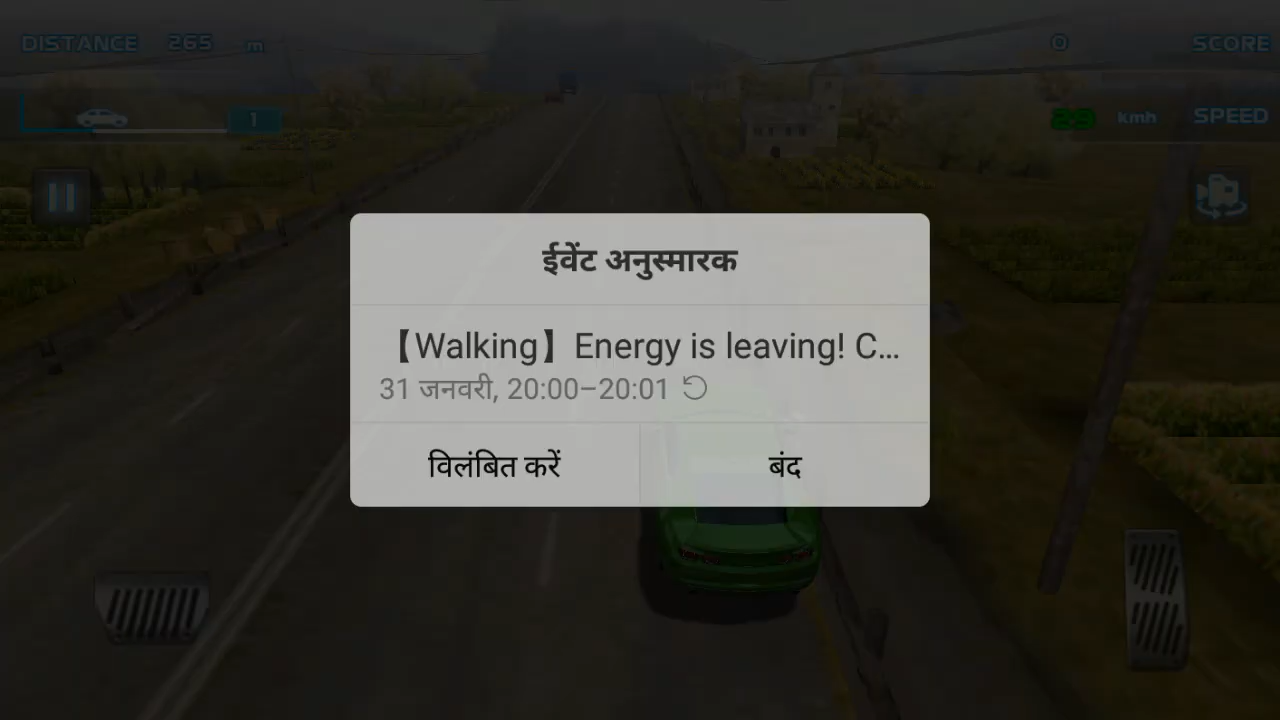 DISTANCE 265 m
0 SCORE
1
29 kmh SPEED
ईवेंट अनुस्मारक
【Walking】Energy is leaving! C...
31 जनवरी, 20:00–20:01
विलंबित करें
बंद